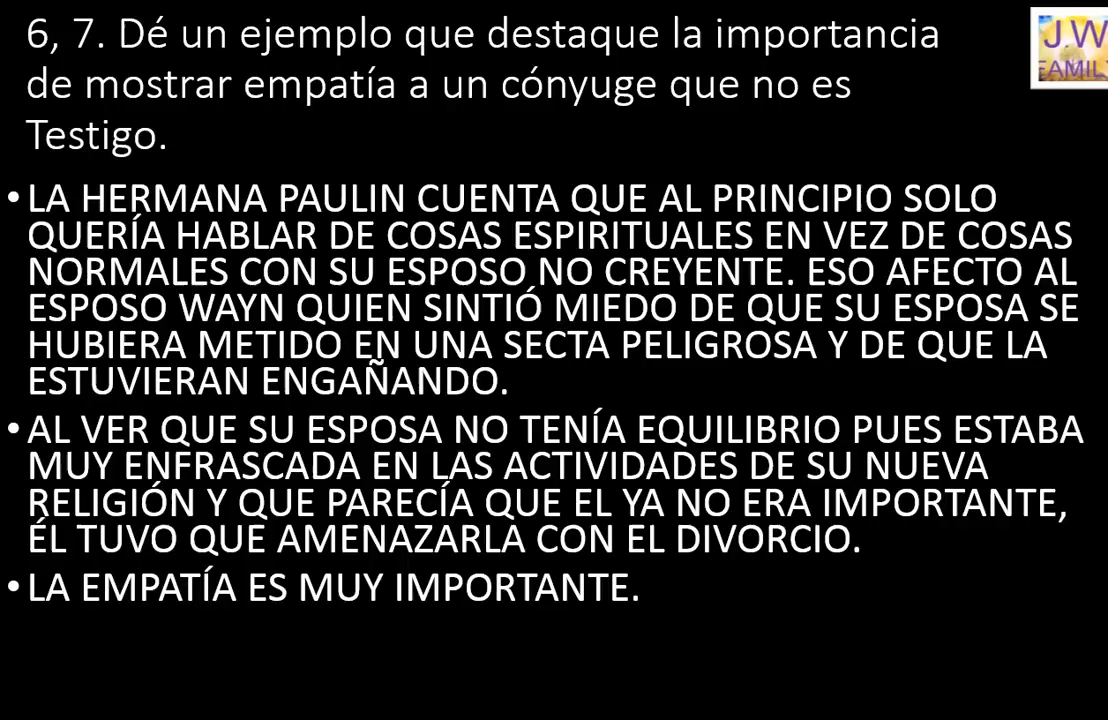 6, 7. Dé un ejemplo que destaque la importancia
de mostrar empatía a un cónyuge que no es
Testigo.
J.W
FAMILY
• LA HERMANA PAULIN CUENTA QUE AL PRINCIPIO SOLO
QUERÍA HABLAR DE COSAS ESPIRITUALES EN VEZ DE COSAS
NORMALES CON SU ESPOSO NO CREYENTE. ESO AFECTO AL
ESPOSO WAYN QUIEN SINTIÓ MIEDO DE QUE SU ESPOSA SE
HUBIERA METIDO EN UNA SECTA PELIGROSA Y DE QUE LA
ESTUVIERAN ENGAÑANDO.
• AL VER QUE SU ESPOSA NO TENÍA EQUILIBRIO PUES ESTABA
MUY ENFRASCADA EN LAS ACTIVIDADES DE SU NUEVA
RELIGIÓN Y QUE PARECÍA QUE EL YA NO ERA IMPORTANTE,
ÉL TUVO QUE AMENAZARLA CON EL DIVORCIO.
• LA EMPATÍA ES MUY IMPORTANTE.